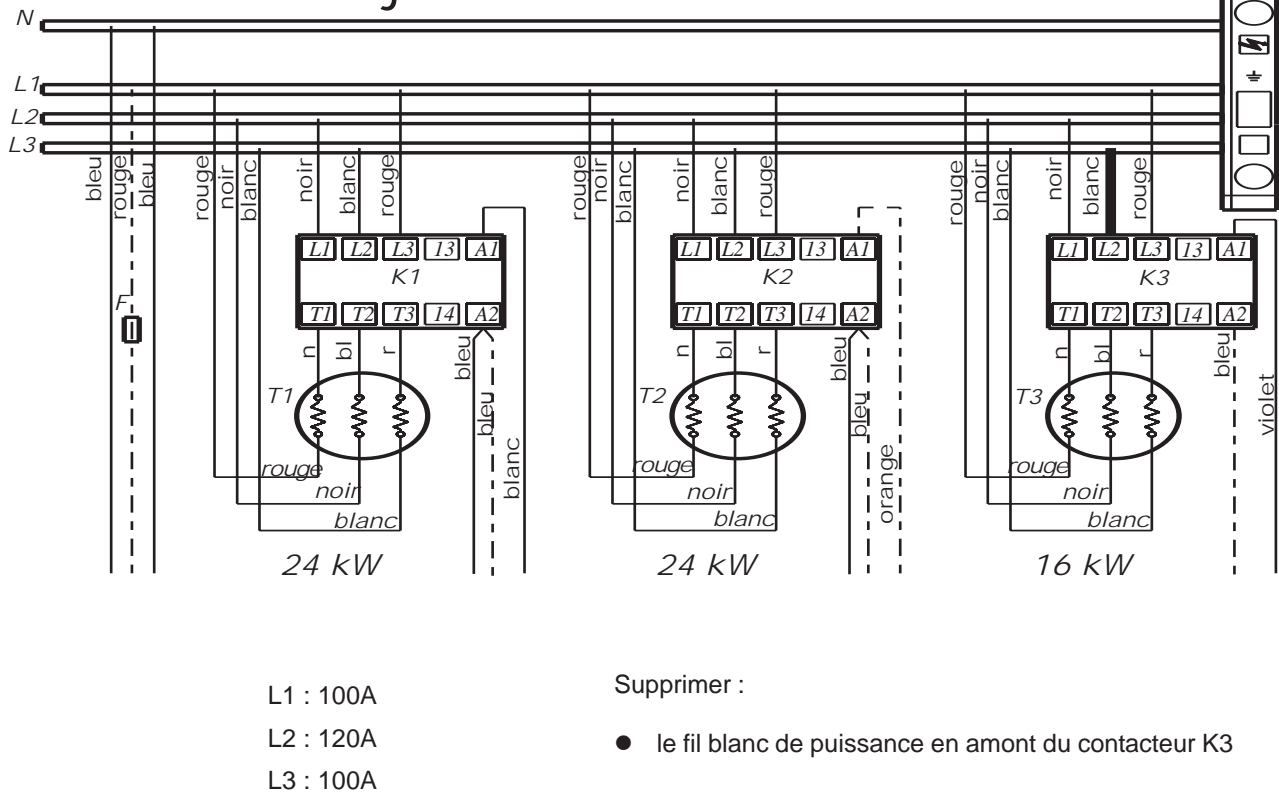 N
L1
L2
L3
bleu
rouge
bleu
rouge
noir
blanc
noir
blanc
rouge
rouge
noir
blanc
noir
blanc
rouge
rouge
noir
blanc
noir
blanc
rouge
L1 L2 L3 13 A1
K1
T1 T2 T3 14 A2
L1 L2 L3 13 A1
K2
T1 T2 T3 14 A2
L1 L2 L3 13 A1
K3
T1 T2 T3 14 A2
F
n
bl
r
bleu
bleu
blanc
n
bl
r
bleu
bleu
orange
n
bl
r
bleu
violet
T1
T2
T3
rouge
noir
blanc
rouge
noir
blanc
rouge
noir
blanc
24 kW
24 kW
16 kW
L1 : 100A
L2 : 120A
L3 : 100A
Supprimer :
● le fil blanc de puissance en amont du contacteur K3